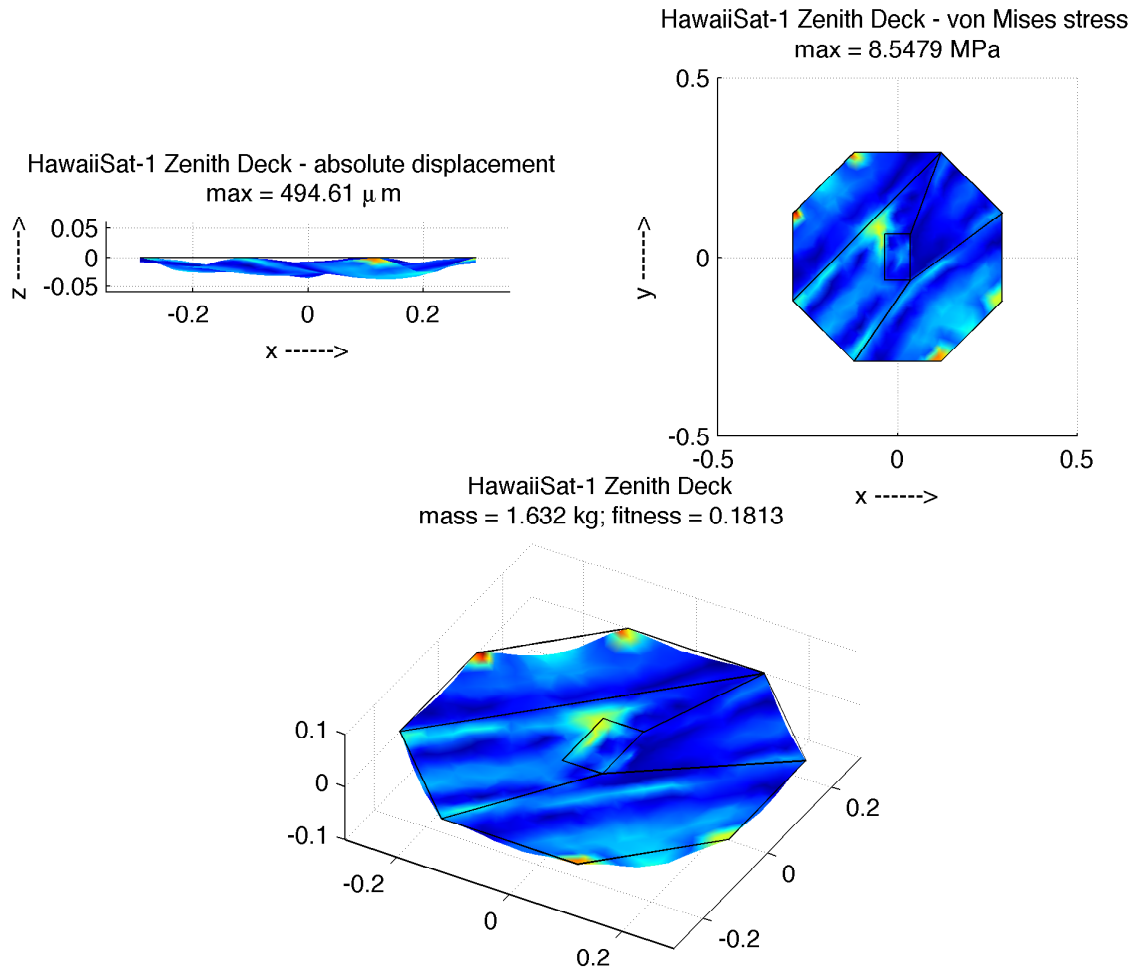 HawaiiSat-1 Zenith Deck - von Mises stress
max = 8.5479 MPa
0.5
0
-0.5
y ------>
-0.5
0
0.5
x ------>
HawaiiSat-1 Zenith Deck - absolute displacement
max = 494.61 μ m
0.05
0
-0.05
z ------>
-0.2
0
0.2
x ------>
HawaiiSat-1 Zenith Deck
mass = 1.632 kg; fitness = 0.1813
0.1
0
-0.1
-0.2
0
0.2
-0.2
0
0.2